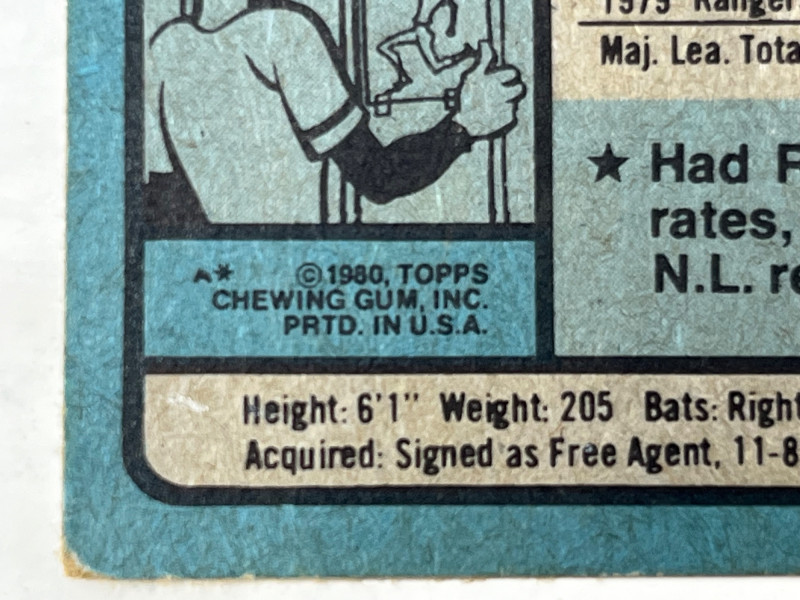 1979 Ranger
Maj. Lea. Tota
★ Had F
rates,
N.L. re
A* ©1980, TOPPS
CHEWING GUM, INC.
PRTD. IN U.S.A.
Height: 6'1" Weight: 205 Bats: Right
Acquired: Signed as Free Agent, 11-8